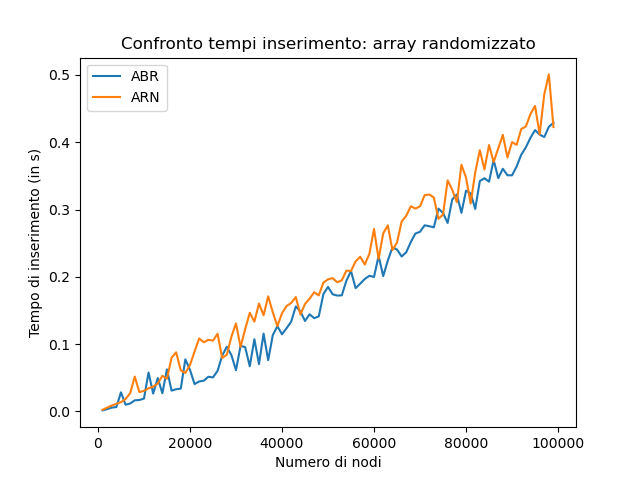 Confronto tempi inserimento: array randomizzato
ABR
ARN
Tempo di inserimento (in s)
0.5
0.4
0.3
0.2
0.1
0.0
0 20000 40000 60000 80000 100000
Numero di nodi